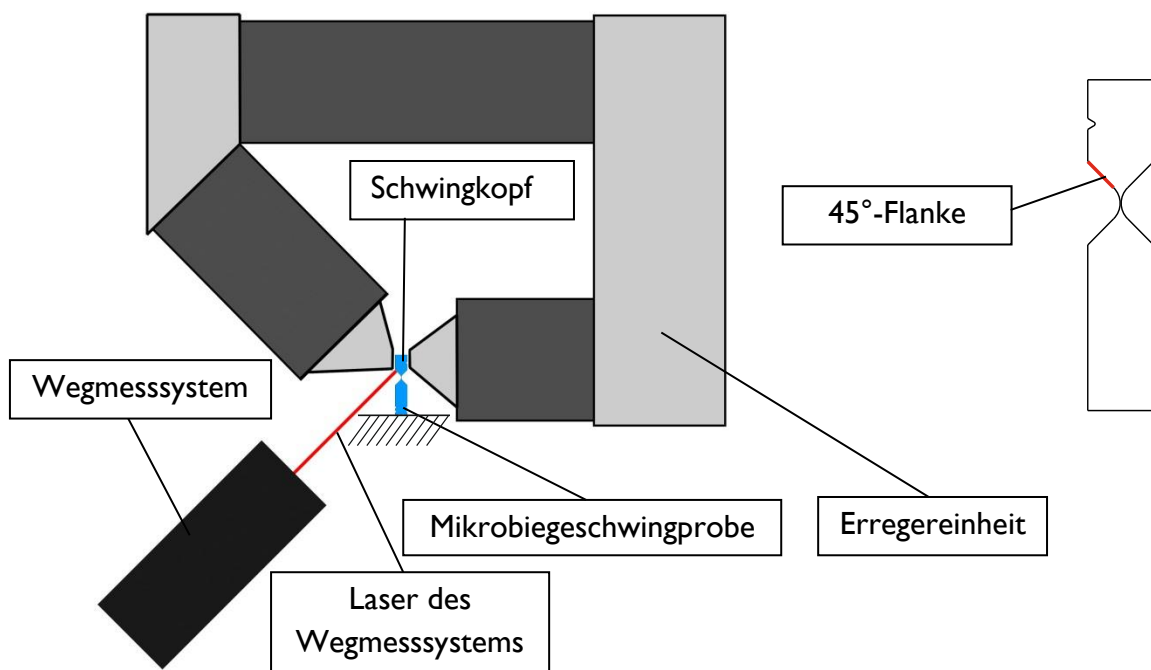 Schwingkopf
45°-Flanke
Wegmesssystem
Mikrobiegeschwingprobe
Erregereinheit
Laser des
Wegmesssystems